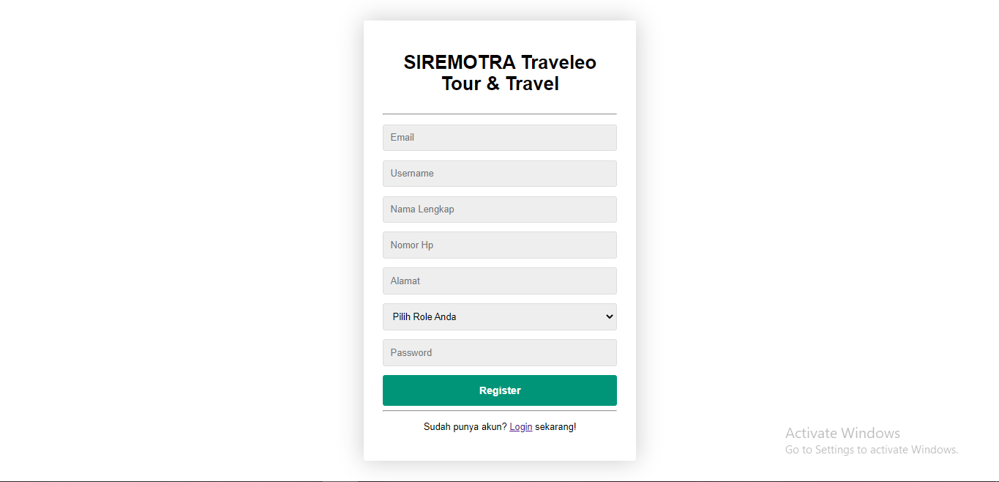 SIREMOTRA Traveleo
Tour & Travel
Email
Username
Nama Lengkap
Nomor Hp
Alamat
Pilih Role Anda
Password
Register
Sudah punya akun? Login sekarang!
Activate Windows
Go to Settings to activate Windows.